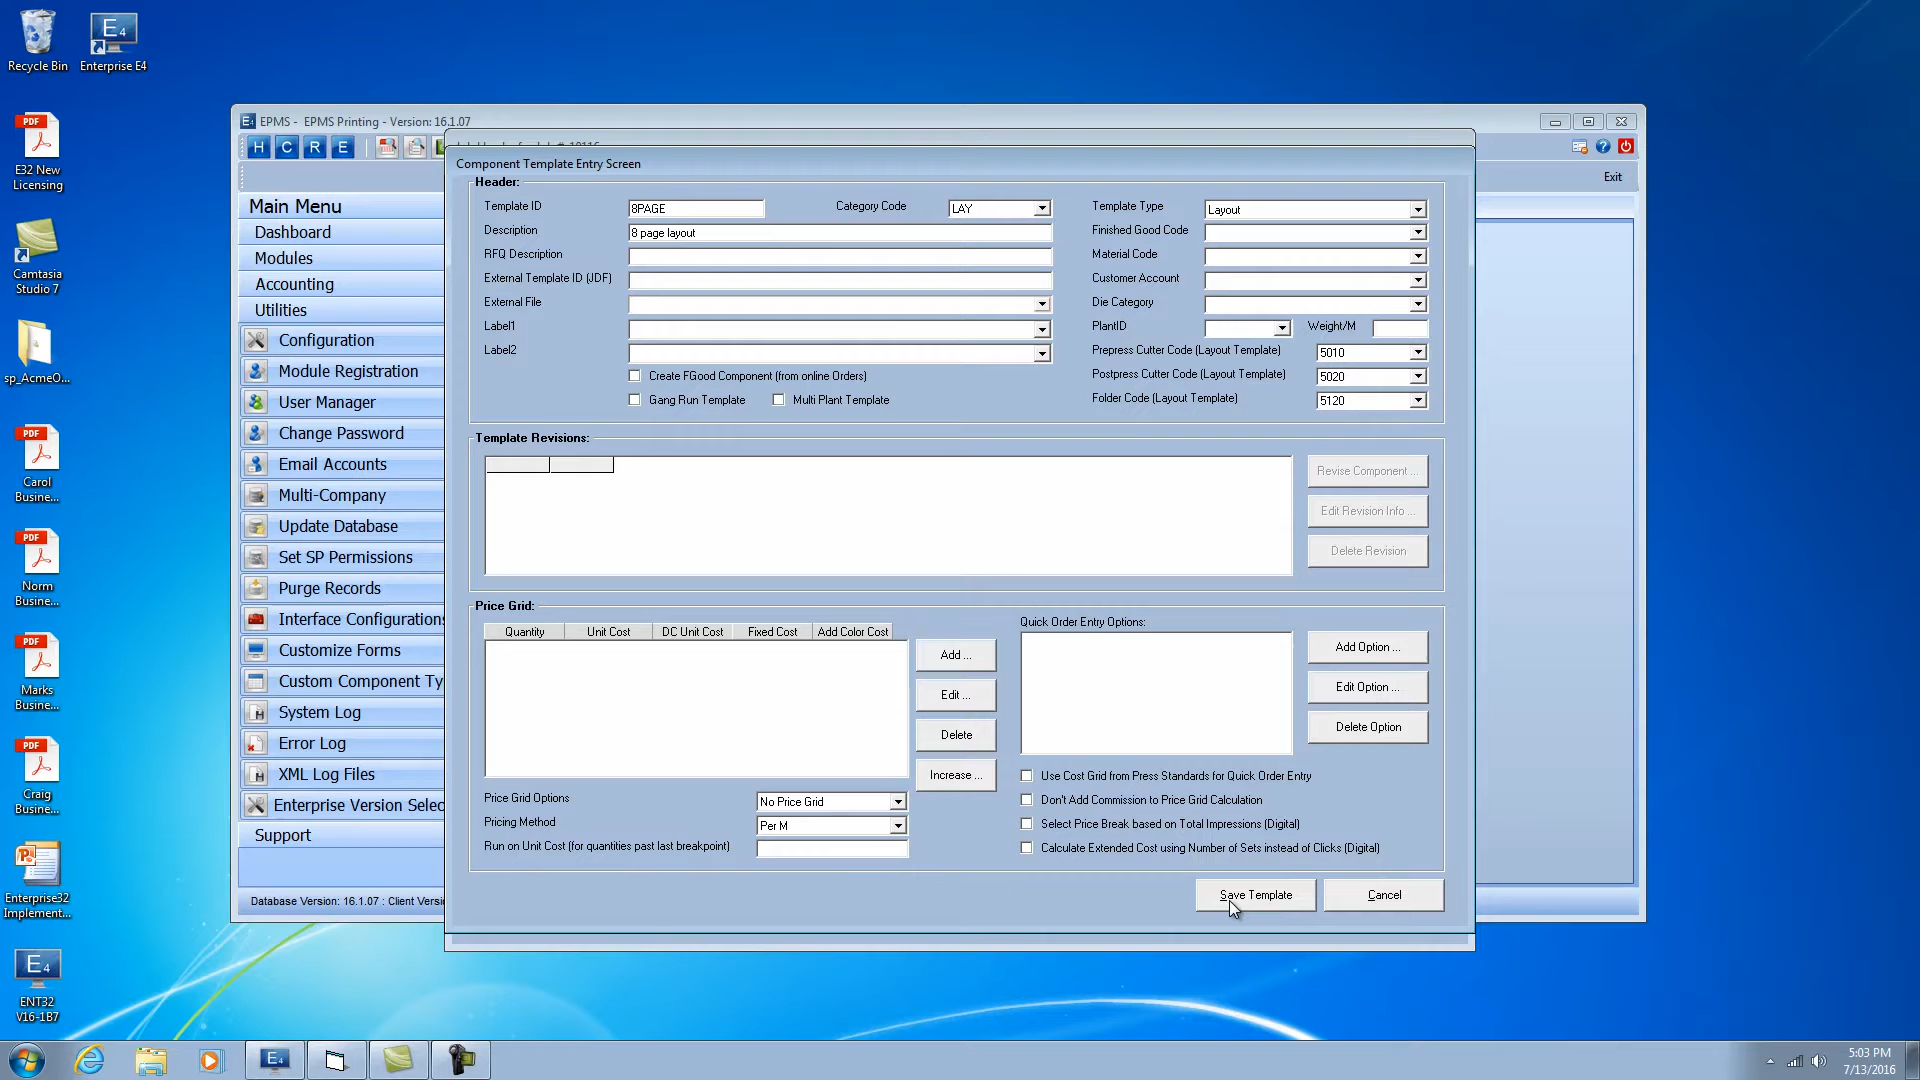 Recycle Bin
Enterprise E4
E32 New
Licensing
Camtasia
Studio 7
sp_AcmeO...
Carol
Busine...
Norm
Busine...
Marks
Busine...
Craig
Busine...
Enterprise32
Implement...
ENT32
V16-1B7
EPMS - EPMS Printing - Version: 16.1.07
H C R E
Exit
Main Menu
Dashboard
Modules
Accounting
Utilities
Configuration
Module Registration
User Manager
Change Password
Email Accounts
Multi-Company
Update Database
Set SP Permissions
Purge Records
Interface Configurations
Customize Forms
Custom Component Ty
System Log
Error Log
XML Log Files
Enterprise Version Selec
Support
Database Version: 16.1.07 : Client Versi
Component Template Entry Screen
Header:
Template ID 8PAGE Category Code LAY Template Type Layout
Description 8 page layout Finished Good Code
RFQ Description Material Code
External Template ID (JDF) Customer Account
External File Die Category
Label1 PlantID Weight/M
Label2 Prepress Cutter Code (Layout Template) 5010
Create FGood Component (from online Orders) Postpress Cutter Code (Layout Template) 5020
Gang Run Template Multi Plant Template Folder Code (Layout Template) 5120
Template Revisions:
Revise Component ...
Edit Revision Info ...
Delete Revision
Price Grid:
Quantity Unit Cost DC Unit Cost Fixed Cost Add Color Cost
Add ...
Edit ...
Delete
Increase ...
Quick Order Entry Options:
Add Option ...
Edit Option ...
Delete Option
Price Grid Options No Price Grid
Pricing Method Per M
Run on Unit Cost (for quantities past last breakpoint)
Use Cost Grid from Press Standards for Quick Order Entry
Don't Add Commission to Price Grid Calculation
Select Price Break based on Total Impressions (Digital)
Calculate Extended Cost using Number of Sets instead of Clicks (Digital)
Save Template Cancel
5:03 PM
7/13/2016